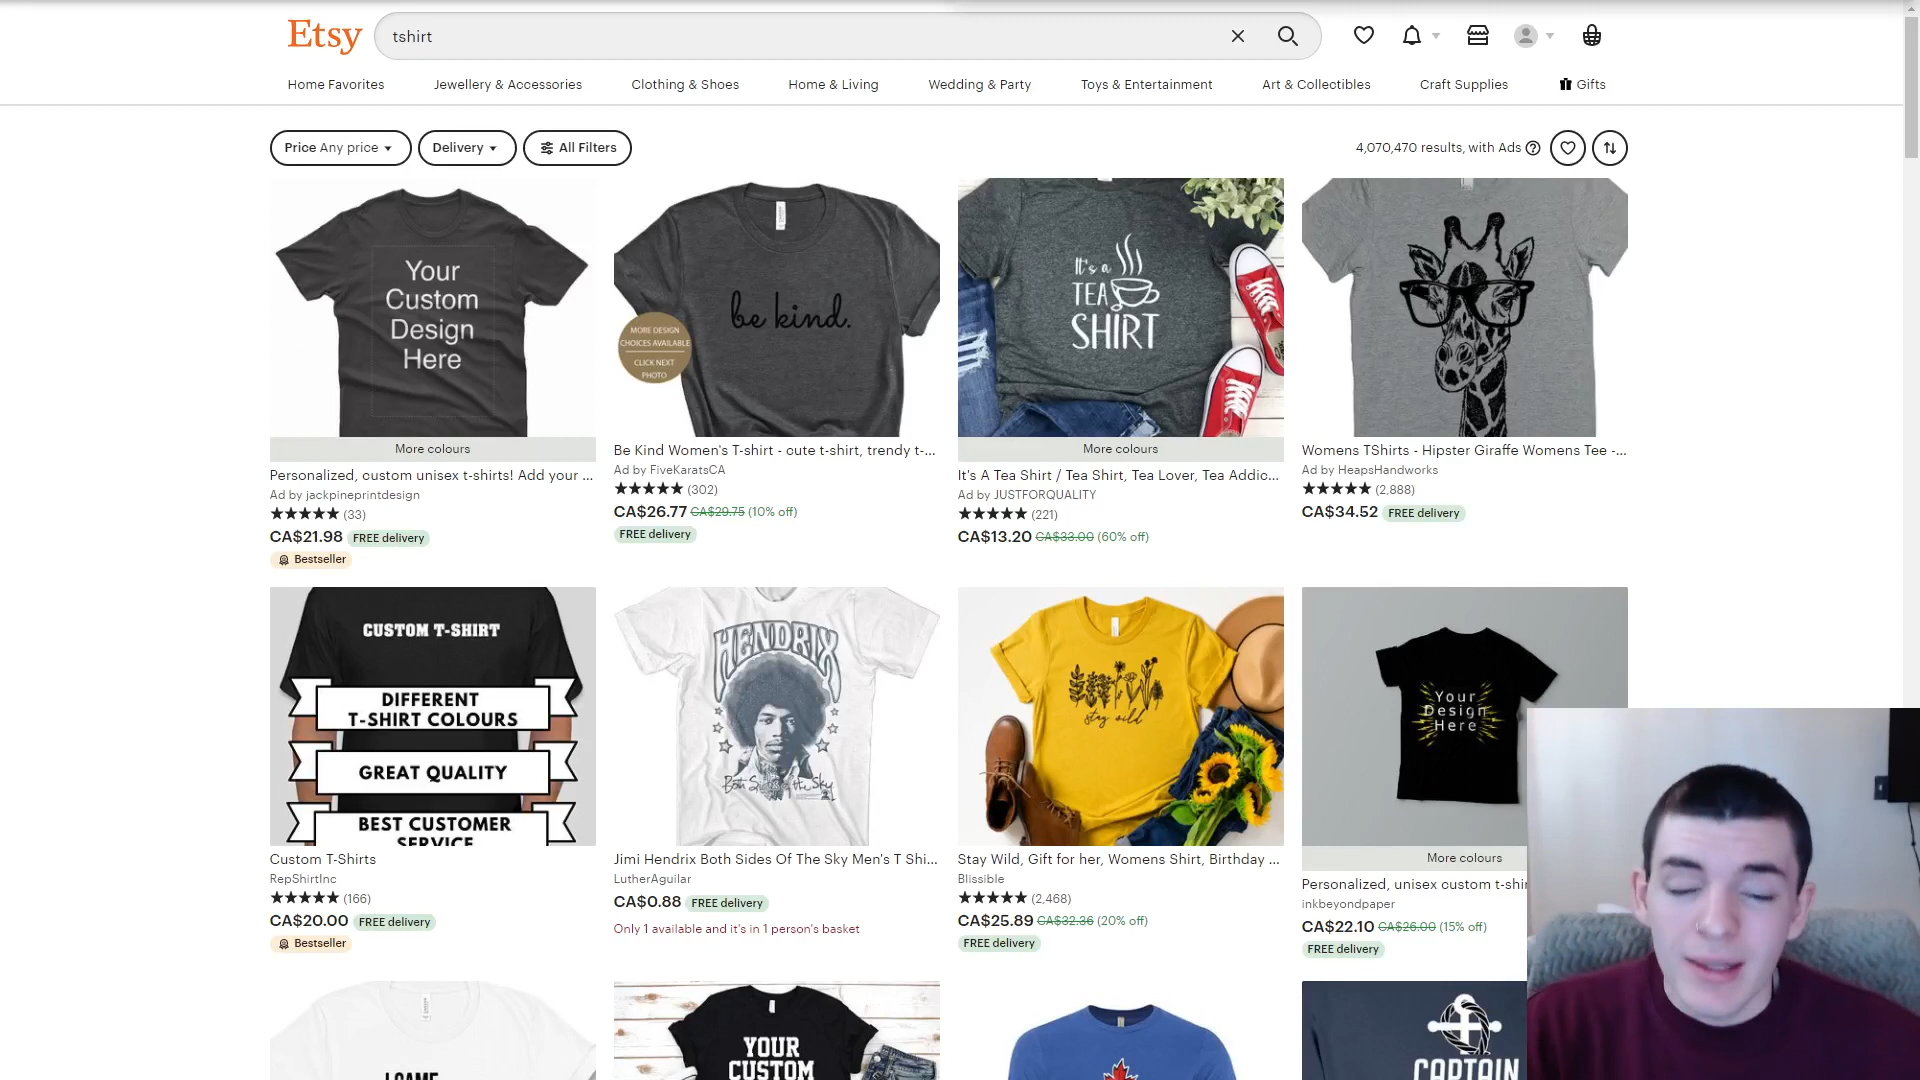 Etsy
tshirt
Home Favorites
Jewellery & Accessories
Clothing & Shoes
Home & Living
Wedding & Party
Toys & Entertainment
Art & Collectibles
Craft Supplies
Gifts
Price Any price
Delivery
All Filters
4,070,470 results, with Ads
Your
Custom
Design
Here
More colours
Personalized, custom unisex t-shirts! Add your ...
Ad by jackpineprintdesign
(33)
CA$21.98 FREE delivery
Bestseller
be kind.
MORE DESIGN
CHOICES AVAILABLE
CLICK NEXT
PHOTO
Be Kind Women's T-shirt - cute t-shirt, trendy t-...
Ad by FiveKaratsCA
(302)
CA$26.77 CA$29.75 (10% off)
FREE delivery
It's a
TEA
SHIRT
More colours
It's A Tea Shirt / Tea Shirt, Tea Lover, Tea Addic...
Ad by JUSTFORQUALITY
(221)
CA$13.20 CA$33.00 (60% off)
Womens TShirts - Hipster Giraffe Womens Tee -...
Ad by HeapsHandworks
(2,888)
CA$34.52 FREE delivery
CUSTOM T-SHIRT
DIFFERENT
T-SHIRT COLOURS
GREAT QUALITY
BEST CUSTOMER
SERVICE
Custom T-Shirts
RepShirtInc
(166)
CA$20.00 FREE delivery
Bestseller
HENDRIX
Both Sides of the Sky
Jimi Hendrix Both Sides Of The Sky Men's T Shi...
LutherAguilar
CA$0.88 FREE delivery
Only 1 available and it's in 1 person's basket
stay wild
Stay Wild, Gift for her, Womens Shirt, Birthday ...
Blissible
(2,468)
CA$25.89 CA$32.36 (20% off)
FREE delivery
Your
Design
Here
More colours
Personalized, unisex custom t-shir
inkbeyondpaper
CA$22.10 CA$26.00 (15% off)
FREE delivery
I CAME
YOUR
CUSTOM
CAPTAIN